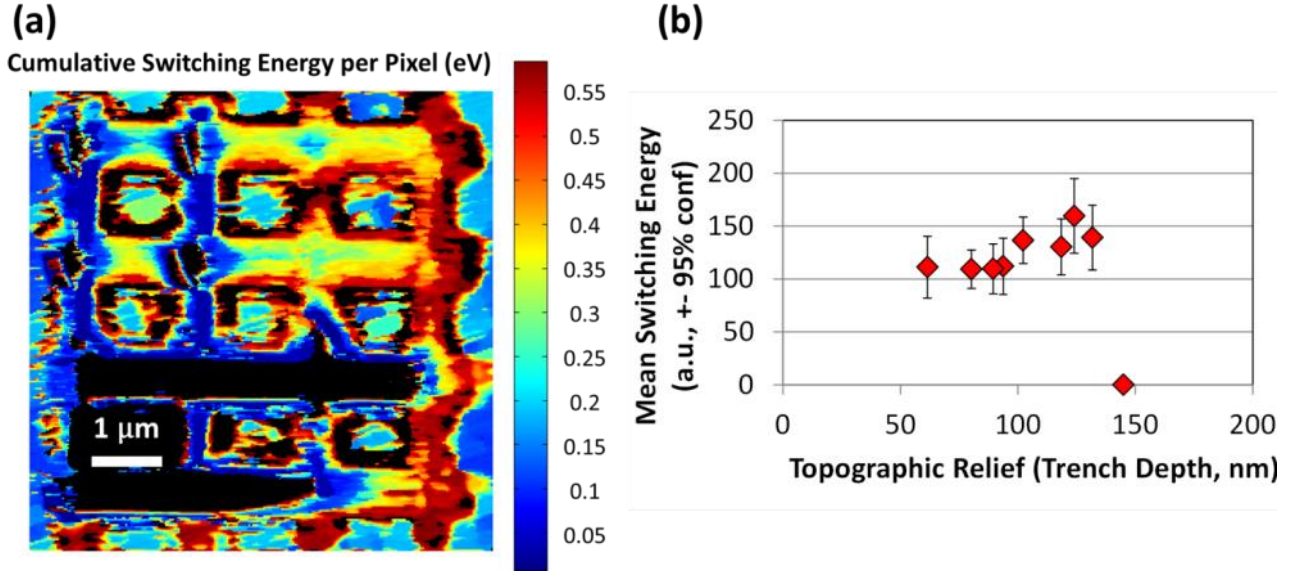 (a)
Cumulative Switching Energy per Pixel (eV)
0.55
0.5
0.45
0.4
0.35
0.3
0.25
0.2
0.15
0.1
0.05
1 μm
(b)
Mean Switching Energy
(a.u., +- 95% conf)
250
200
150
100
50
0
0 50 100 150 200
Topographic Relief (Trench Depth, nm)